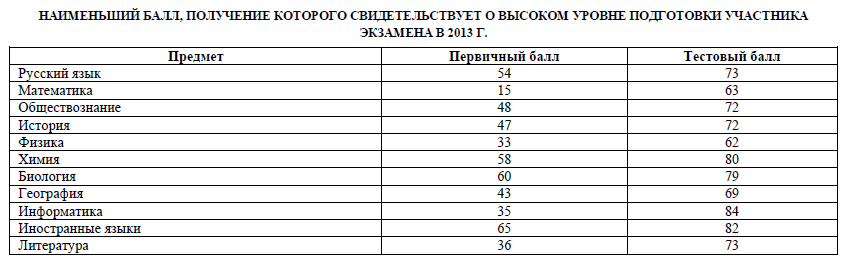 НАИМЕНЬШИЙ БАЛЛ, ПОЛУЧЕНИЕ КОТОРОГО СВИДЕТЕЛЬСТВУЕТ О ВЫСОКОМ УРОВНЕ ПОДГОТОВКИ УЧАСТНИКА
ЭКЗАМЕНА В 2013 Г.
Предмет Первичный балл Тестовый балл
Русский язык 54 73
Математика 15 63
Обществознание 48 72
История 47 72
Физика 33 62
Химия 58 80
Биология 60 79
География 43 69
Информатика 35 84
Иностранные языки 65 82
Литература 36 73